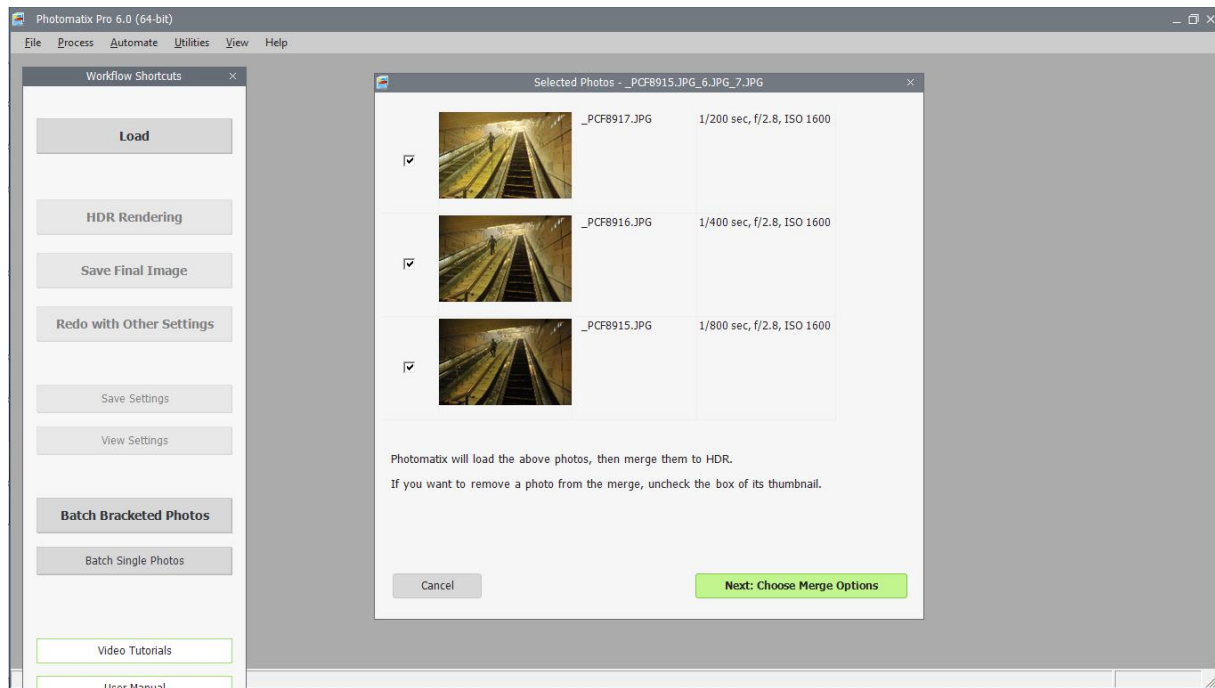 Photomatix Pro 6.0 (64-bit)
File Process Automate Utilities View Help
Workflow Shortcuts
Load
HDR Rendering
Save Final Image
Redo with Other Settings
Save Settings
View Settings
Batch Bracketed Photos
Batch Single Photos
Video Tutorials
User Manual
Selected Photos - _PCF8915.JPG_6.JPG_7.JPG
_PCF8917.JPG 1/200 sec, f/2.8, ISO 1600
_PCF8916.JPG 1/400 sec, f/2.8, ISO 1600
_PCF8915.JPG 1/800 sec, f/2.8, ISO 1600
Photomatix will load the above photos, then merge them to HDR.
If you want to remove a photo from the merge, uncheck the box of its thumbnail.
Cancel Next: Choose Merge Options